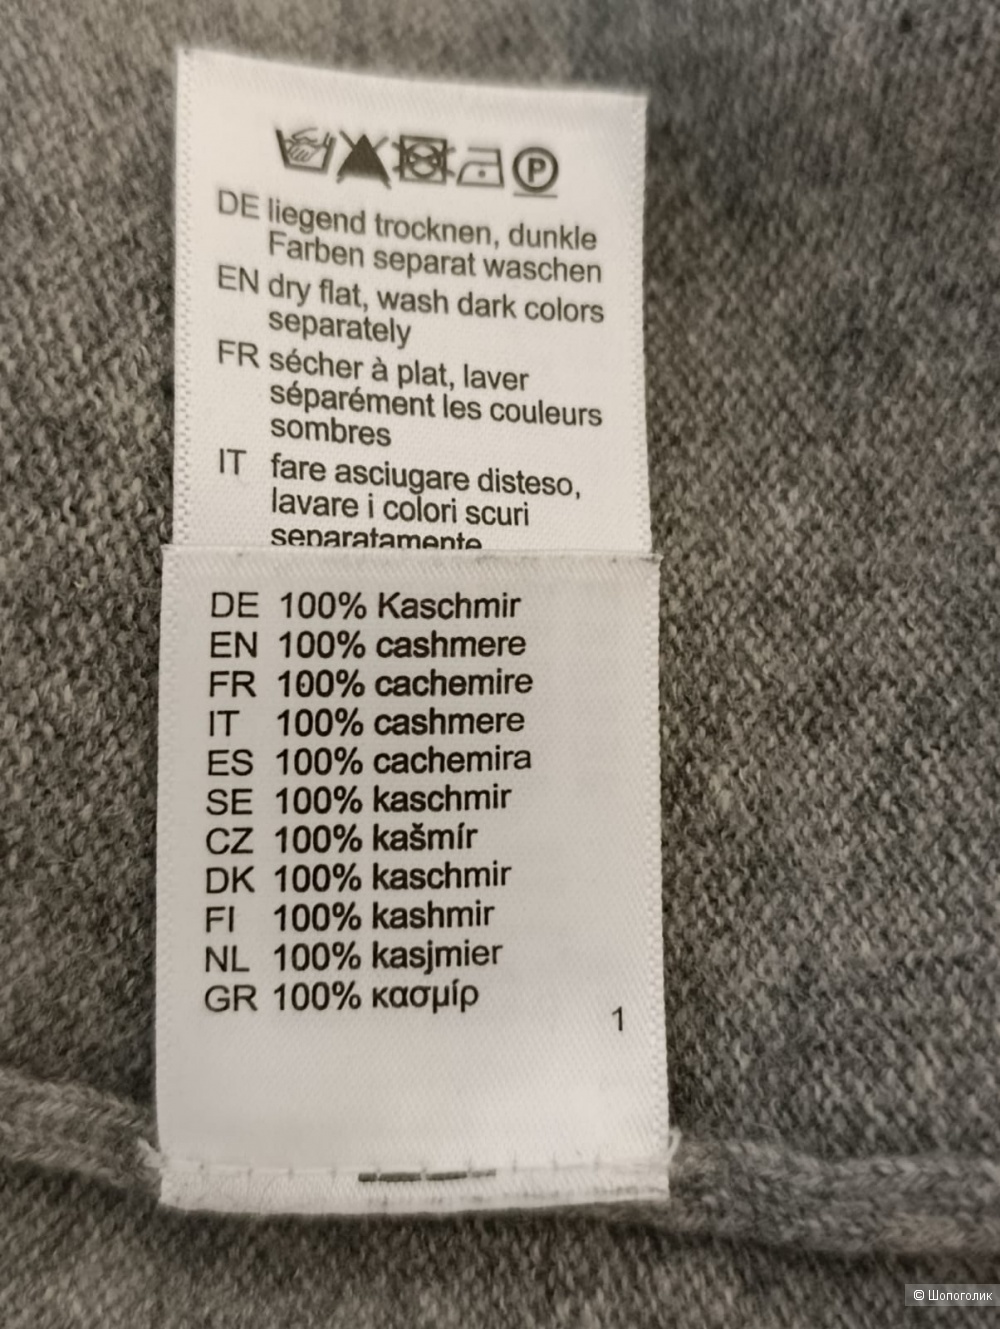 P
DE liegend trocknen, dunkle
Farben separat waschen
EN dry flat, wash dark colors
separately
FR sécher à plat, laver
séparément les couleurs
sombres
IT fare asciugare disteso,
lavare i colori scuri
separatamente
DE 100% Kaschmir
EN 100% cashmere
FR 100% cachemire
IT 100% cashmere
ES 100% cachemira
SE 100% kaschmir
CZ 100% kašmír
DK 100% kaschmir
FI 100% kashmir
NL 100% kasjmier
GR 100% κασμίρ
1
© Шопоголик